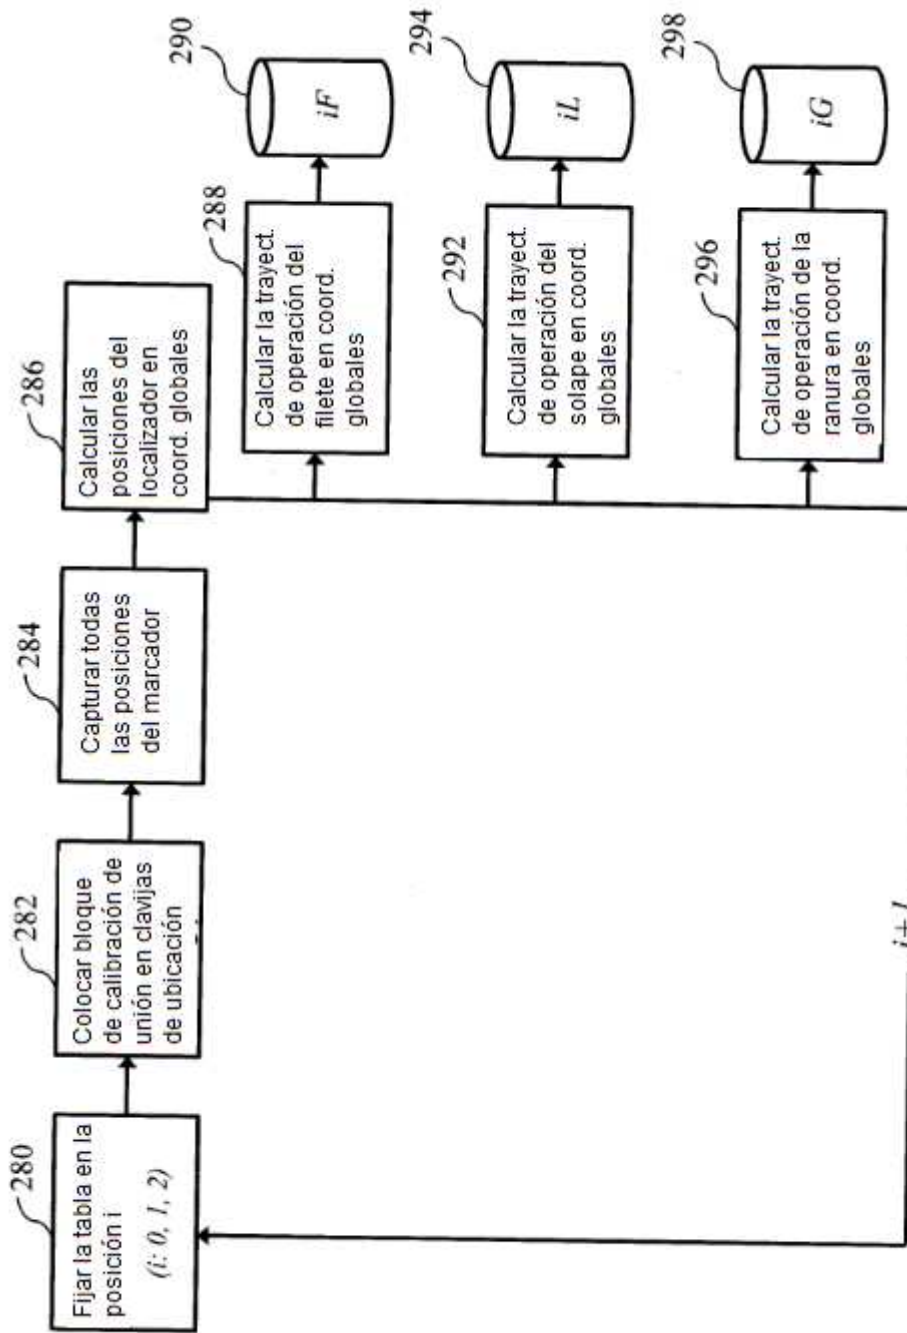 280
Fijar la tabla en la
posición i
(i: 0, 1, 2)
282
Colocar bloque
de calibración de
unión en clavijas
de ubicación
284
Capturar todas
las posiciones
del marcador
286
Calcular las
posiciones del
localizador en
coord. globales
288
Calcular la trayect.
de operación del
filete en coord.
globales
290
iF
292
Calcular la trayect.
de operación del
solape en coord.
globales
294
iL
296
Calcular la trayect.
de operación de la
ranura en coord.
globales
298
iG